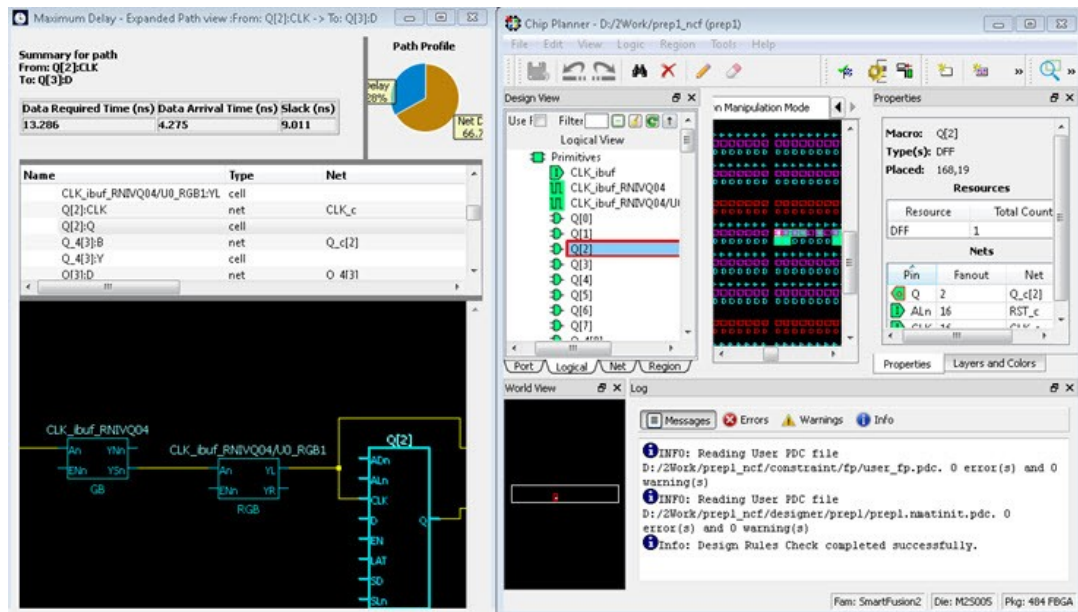 Maximum Delay - Expanded Path view :From: Q[2]:CLK -> To: Q[3]:D
Summary for path
From: Q[2]:CLK
To: Q[3]:D
Data Required Time (ns) Data Arrival Time (ns) Slack (ns)
13.286 4.275 9.011
Path Profile
28%
Net D
66.
Name Type Net
CLK_ibuf_RNIVQ04/U0_RGB1:YL cell
Q[2]:CLK net CLK_c
Q[2]:Q cell
Q_4[3]:B net Q_c[2]
Q_4[3]:Y cell
Q[3]:D net Q_4[3]
CLK_ibuf_RNIVQ04
An YNn
ENn YSn
GB
CLK_ibuf_RNIVQ04/U0_RGB1
An YL
ENn YR
RGB
Q[2]
ADn
ALn
CLK
D Q
EN
LAT
SD
SLn
Chip Planner - D:/2Work/prep1_ncf (prep1)
File Edit View Logic Region Tools Help
Design View
Use F Filter
Logical View
Primitives
CLK_ibuf
CLK_ibuf_RNIVQ04
CLK_ibuf_RNIVQ04/U
Q[0]
Q[1]
Q[2]
Q[3]
Q[4]
Q[5]
Q[6]
Q[7]
Port Logical Net Region
n Manipulation Mode
Properties
Macro: Q[2]
Type(s): DFF
Placed: 168,19
Resources
Resource Total Count
DFF 1
Nets
Pin Fanout Net
Q 2 Q_c[2]
ALn 16 RST_c
CLK 16 CLK_c
Properties Layers and Colors
World View
Log
Messages Errors Warnings Info
INFO: Reading User PDC file
D:/2Work/prep1_ncf/constraint/fp/user_fp.pdc. 0 error(s) and 0
warning(s)
INFO: Reading User PDC file
D:/2Work/prep1_ncf/designer/prep1/prep1.nmatinit.pdc. 0
error(s) and 0 warning(s)
Info: Design Rules Check completed successfully.
Fam: SmartFusion2 Die: M2S005 Pkg: 484 FBGA